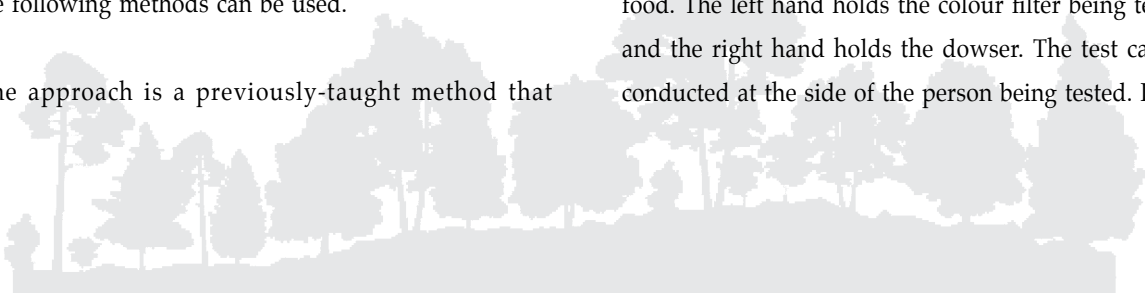 e following methods can be used.
ne approach is a previously-taught method that
food. The left hand holds the colour filter being te
and the right hand holds the dowser. The test ca
conducted at the side of the person being tested. I